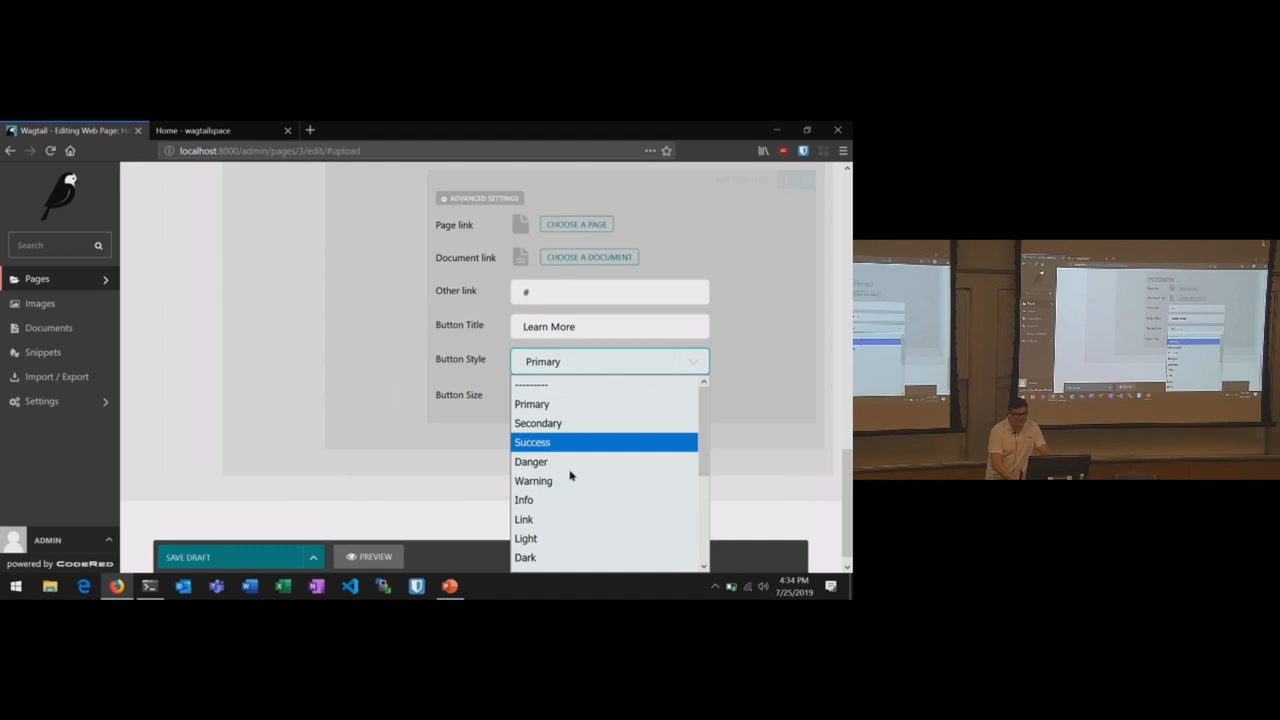 Wagtail - Editing Web Page: H
Home - wagtailspace
localhost:8000/admin/pages/3/edit/#upload
Search
Pages
Images
Documents
Snippets
Import / Export
Settings
ADMIN
powered by CODERED
ADVANCED SETTINGS
Page link
CHOOSE A PAGE
Document link
CHOOSE A DOCUMENT
Other link
#
Button Title
Learn More
Button Style
Primary
Button Size
---------
Primary
Secondary
Success
Danger
Warning
Info
Link
Light
Dark
SAVE DRAFT
PREVIEW
4:34 PM
7/25/2019